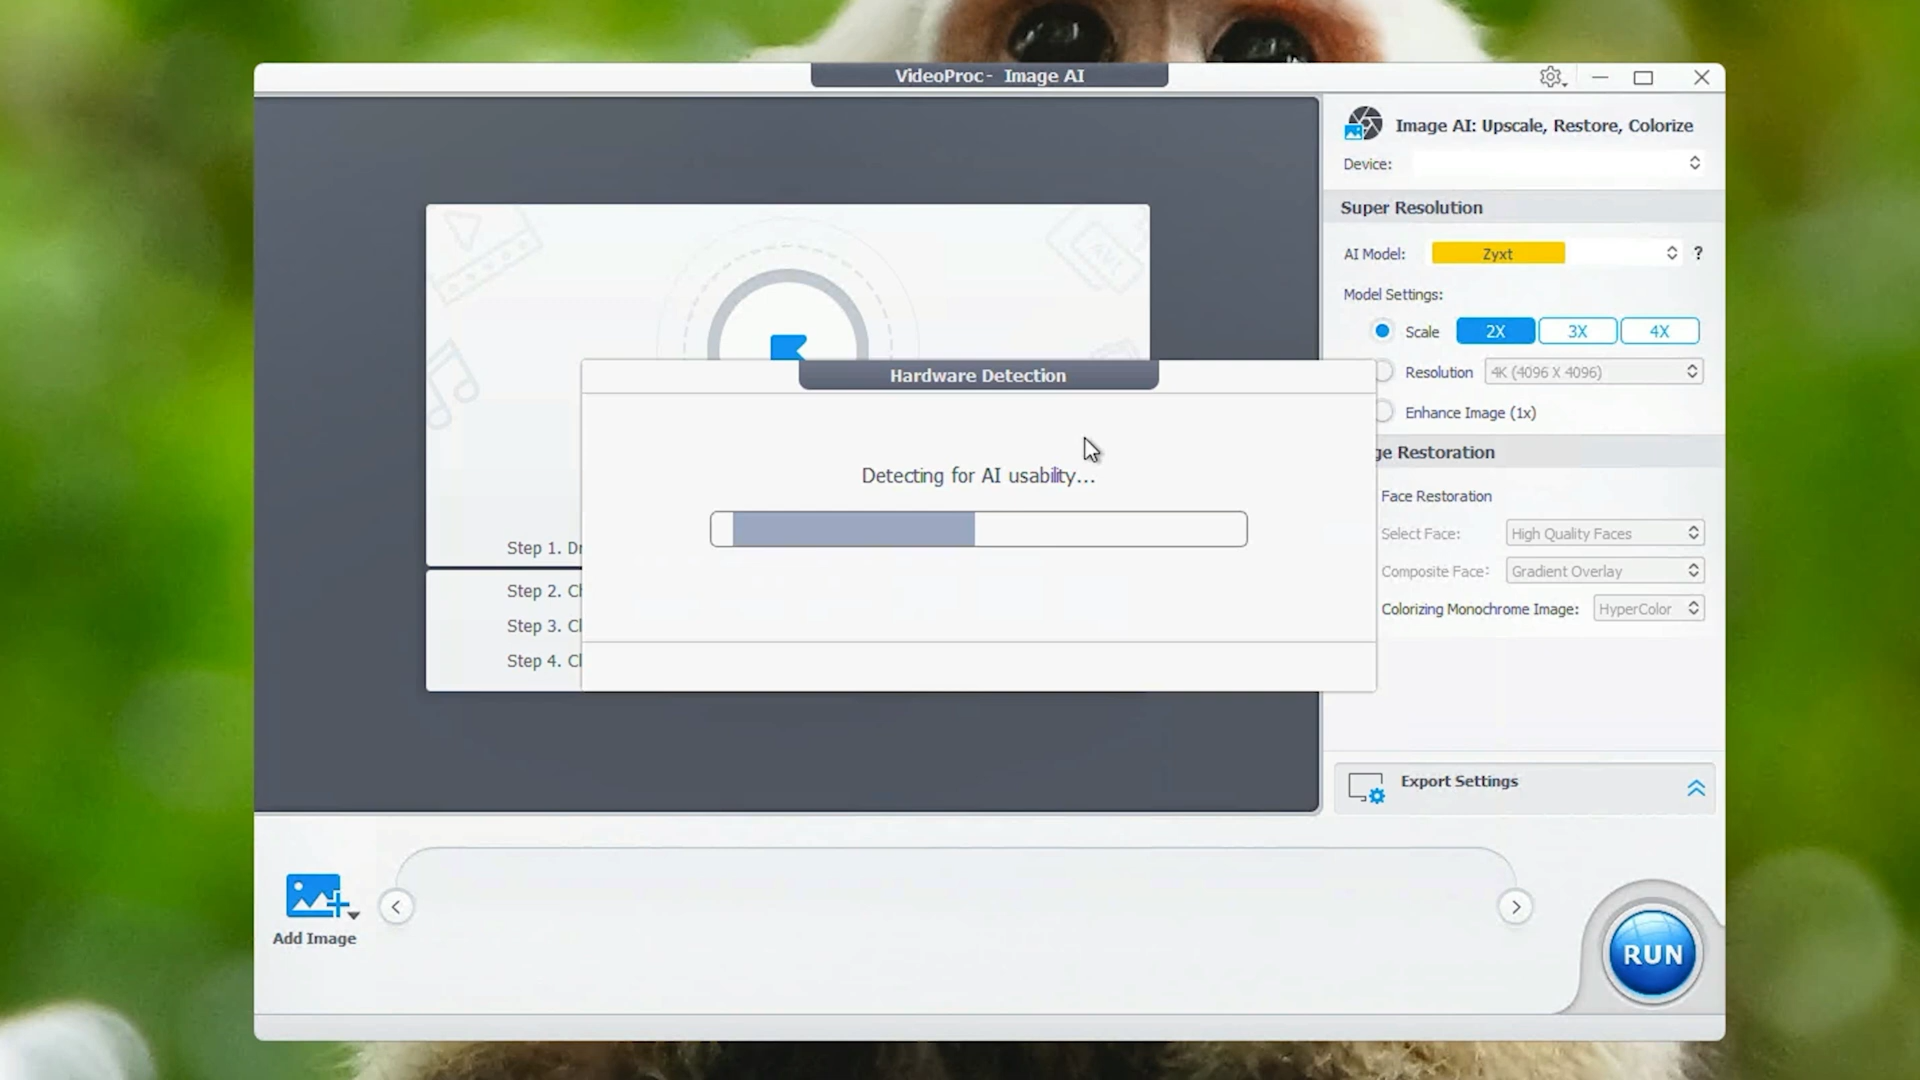 VideoProc - Image AI
Image AI: Upscale, Restore, Colorize
Device:
Super Resolution
AI Model: Zyxt ?
Model Settings:
Scale 2X 3X 4X
Hardware Detection
Resolution 4K (4096 X 4096)
Enhance Image (1x)
Detecting for AI usability...
ge Restoration
Face Restoration
Select Face: High Quality Faces
Step 1. Dr
Composite Face: Gradient Overlay
Step 2. Ch
Colorizing Monochrome Image: HyperColor
Step 3. Cl
Step 4. Cl
Export Settings
Add Image
RUN